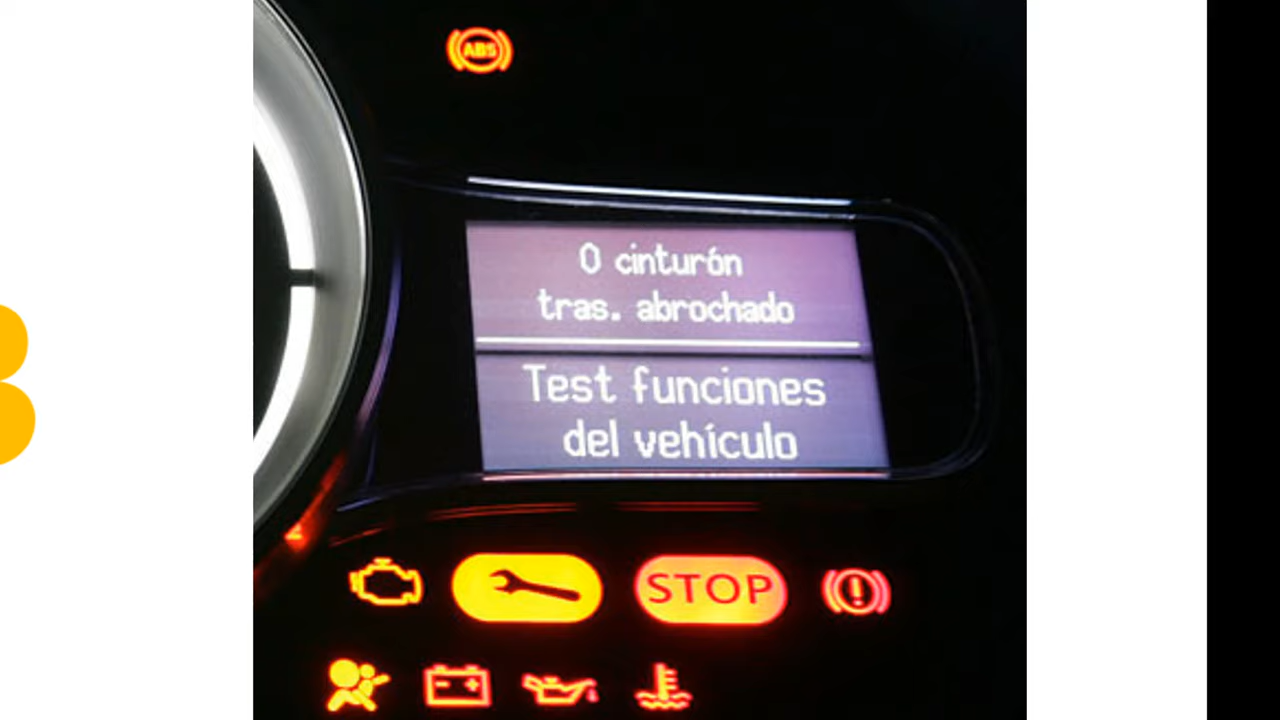 ABS
0 cinturón
tras. abrochado
Test funciones
del vehículo
STOP